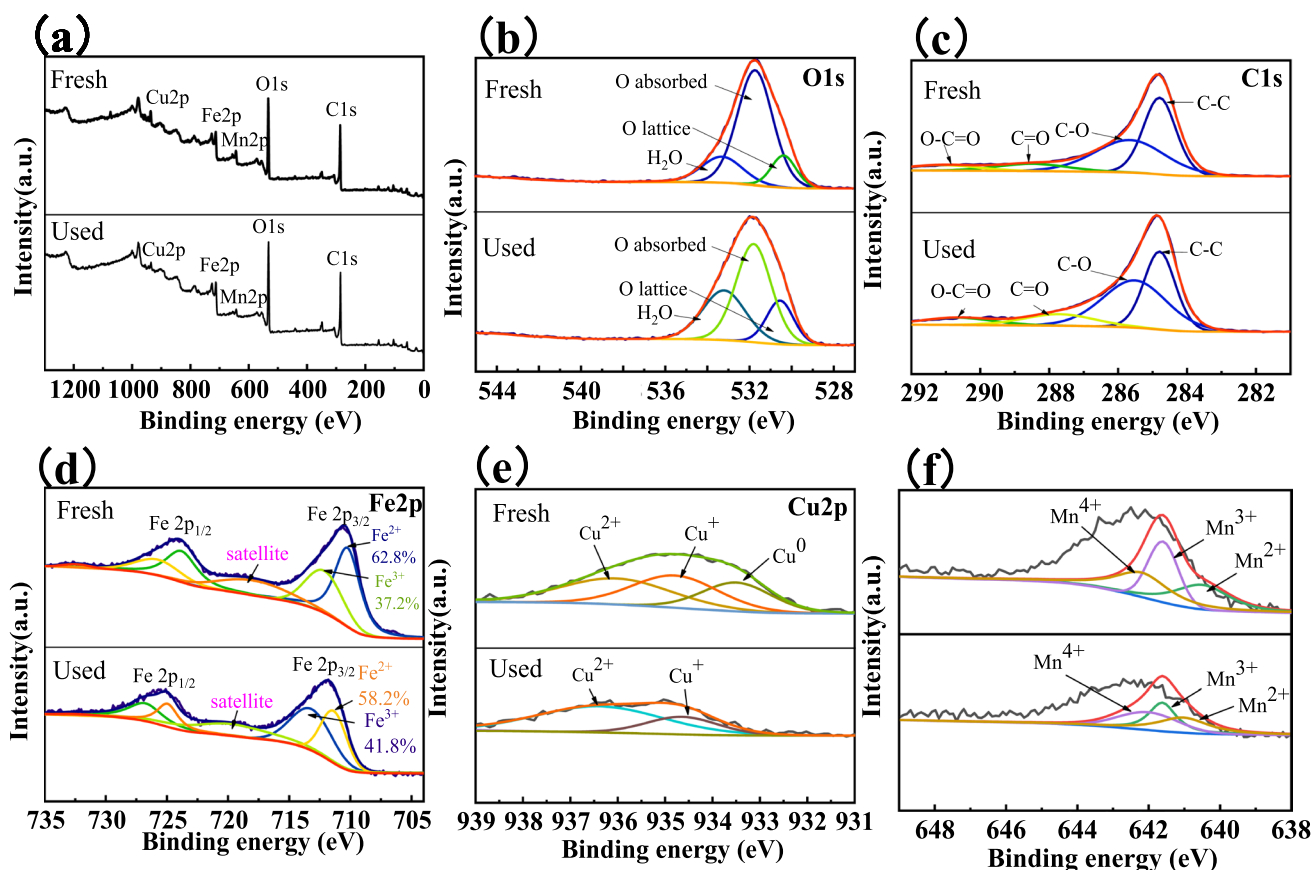 (a)
Fresh
Cu2p
Fe2p
Mn2p
O1s
C1s
Used
Cu2p
Fe2p
Mn2p
O1s
C1s
Intensity(a.u.)
1200 1000 800 600 400 200 0
Binding energy (eV)
(b)
O1s
Fresh
O absorbed
O lattice
H2O
Used
O absorbed
O lattice
H2O
Intensity(a.u.)
544 540 536 532 528
Binding energy (eV)
(c)
C1s
Fresh
C-C
C-O
C=O
O-C=O
Used
C-C
C-O
C=O
O-C=O
Intensity(a.u.)
292 290 288 286 284 282
Binding energy (eV)
(d)
Fe2p
Fresh
Fe 2p1/2
satellite
Fe 2p3/2
Fe2+
62.8%
Fe3+
37.2%
Used
Fe 2p1/2
satellite
Fe 2p3/2
Fe2+
58.2%
Fe3+
41.8%
Intensity(a.u.)
735 730 725 720 715 710 705
Binding energy (eV)
(e)
Cu2p
Fresh
Cu2+
Cu+
Cu0
Used
Cu2+
Cu+
Intensity(a.u.)
939 938 937 936 935 934 933 932 931
Binding energy (eV)
(f)
Mn4+
Mn3+
Mn2+
Mn4+
Mn3+
Mn2+
Intensity(a.u.)
648 646 644 642 640 638
Binding energy (eV)